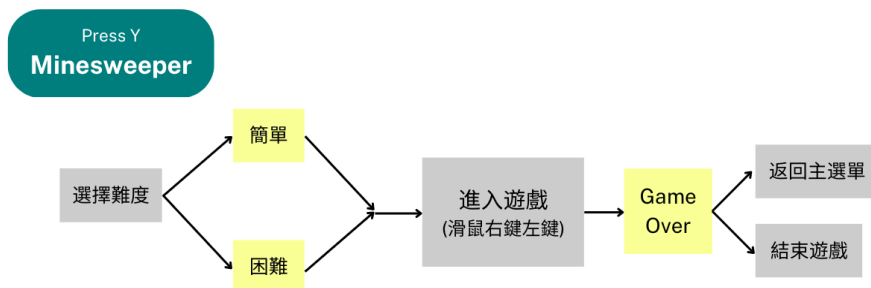 Press Y
Minesweeper
選擇難度
簡單
困難
進入遊戲
(滑鼠右鍵左鍵)
Game
Over
返回主選單
結束遊戲